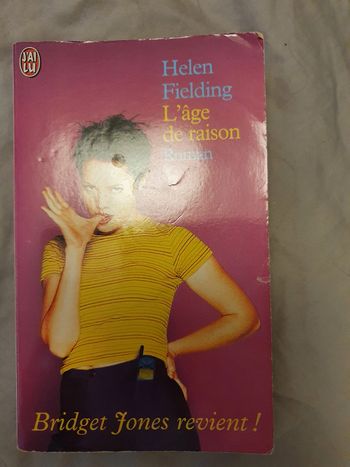 J'AI
LU
Helen
Fielding
L'âge
de raison
Roman
Bridget Jones revient !